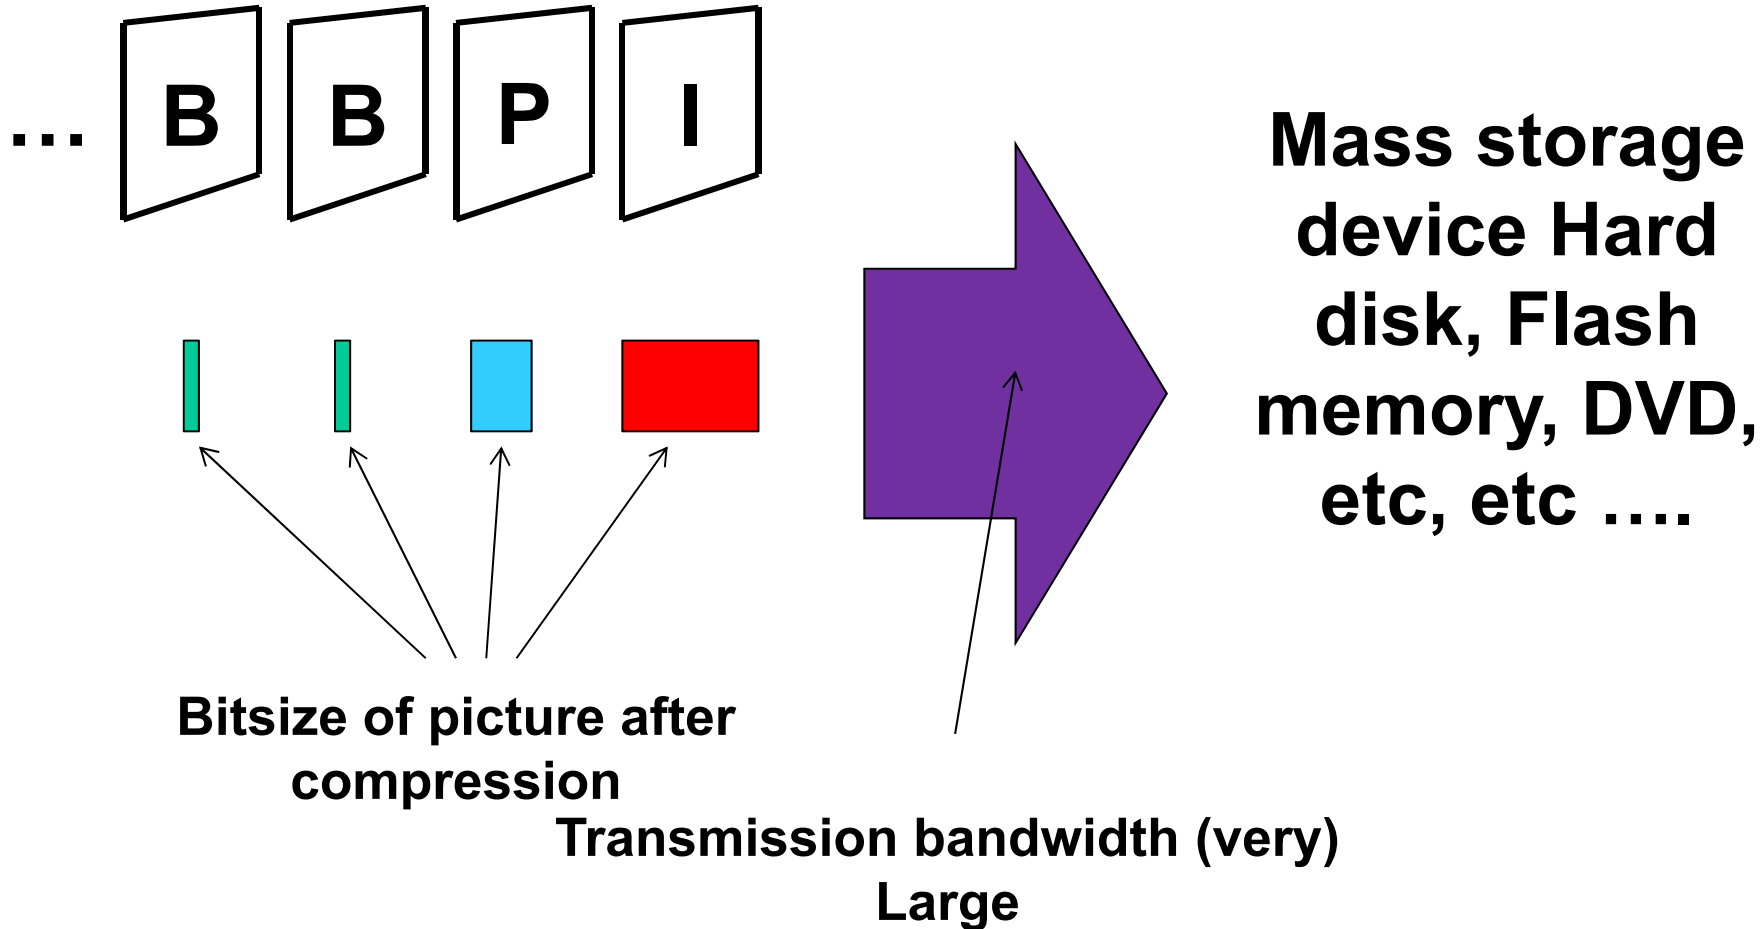 … B B P I
Mass storage
device Hard
disk, Flash
memory, DVD,
etc, etc ....
Bitsize of picture after
compression
Transmission bandwidth (very)
Large